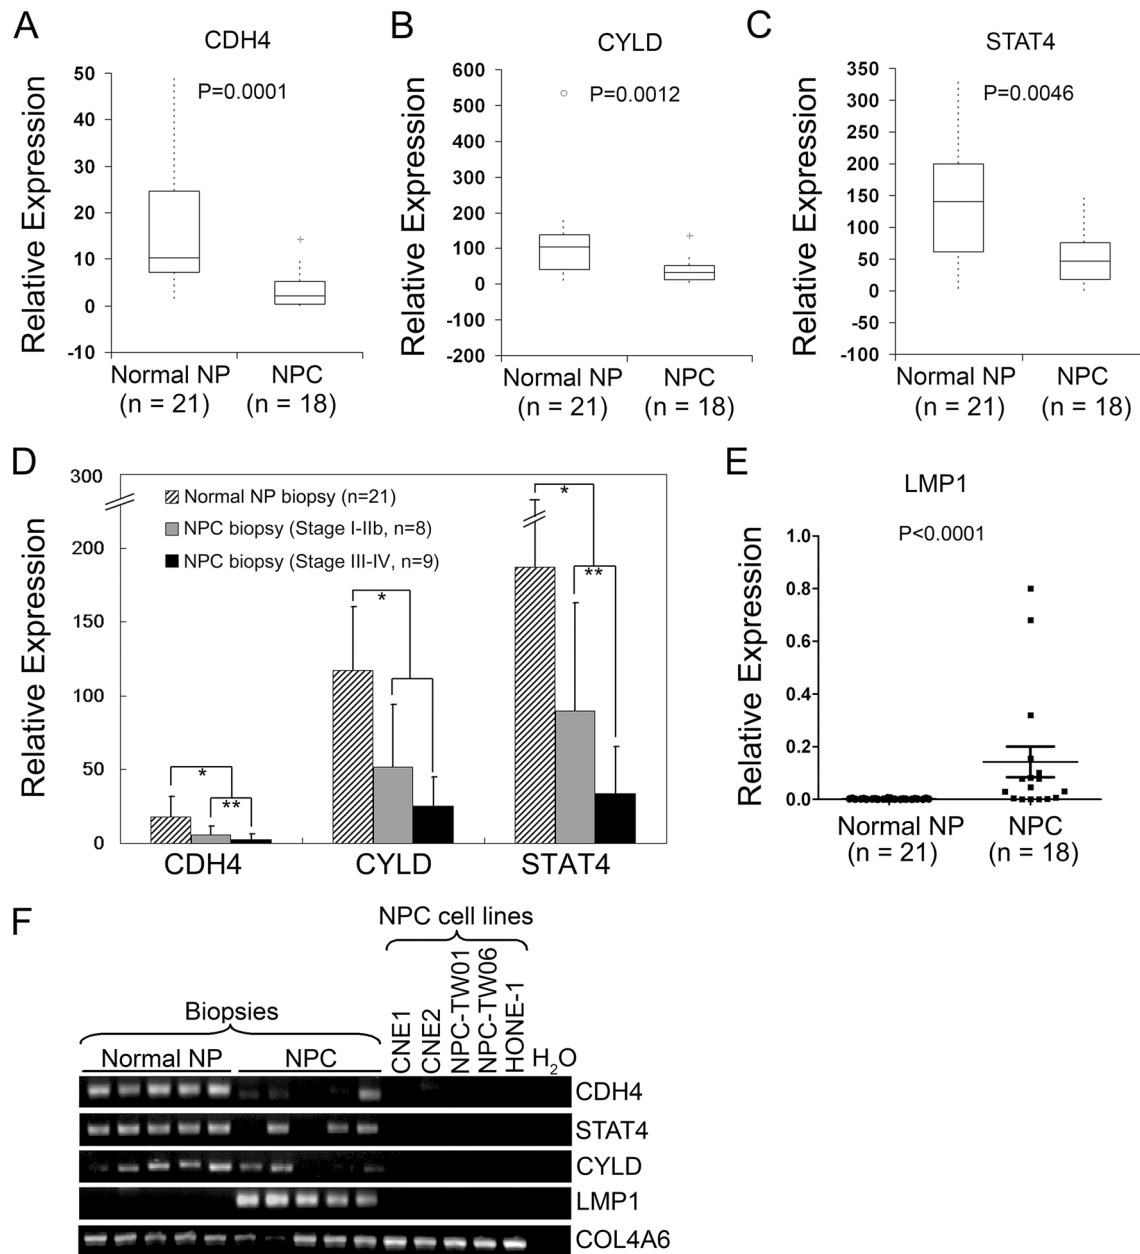 A
CDH4
P=0.0001
Relative Expression
50
40
30
20
10
0
-10
Normal NP
(n = 21)
NPC
(n = 18)
B
CYLD
P=0.0012
Relative Expression
600
500
400
300
200
100
0
-100
-200
Normal NP
(n = 21)
NPC
(n = 18)
C
STAT4
P=0.0046
Relative Expression
350
300
250
200
150
100
50
0
-50
-100
Normal NP
(n = 21)
NPC
(n = 18)
D
Relative Expression
300
200
150
100
50
0
Normal NP biopsy (n=21)
NPC biopsy (Stage I-IIb, n=8)
NPC biopsy (Stage III-IV, n=9)
*
**
*
*
**
CDH4
CYLD
STAT4
E
LMP1
P<0.0001
Relative Expression
1.0
0.8
0.6
0.4
0.2
0.0
Normal NP
(n = 21)
NPC
(n = 18)
F
NPC cell lines
Biopsies
Normal NP
NPC
CNE1
CNE2
NPC-TW01
NPC-TW06
HONE-1
H2O
CDH4
STAT4
CYLD
LMP1
COL4A6